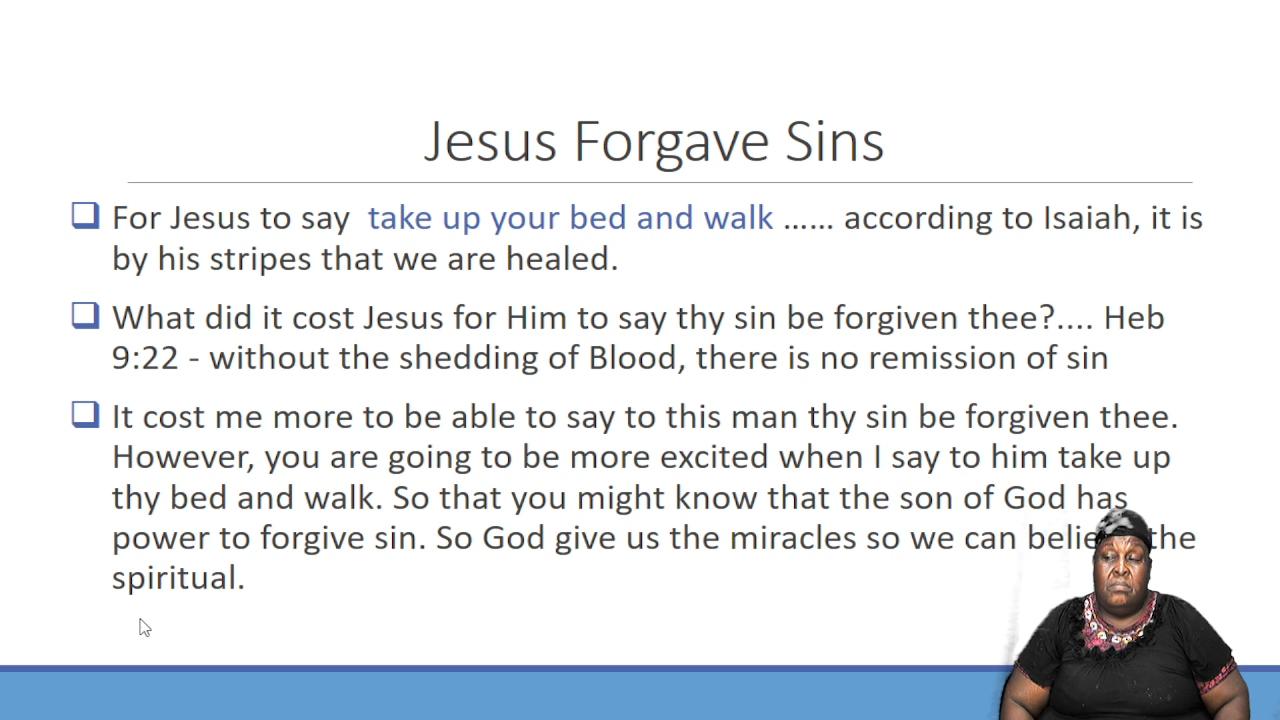 Jesus Forgave Sins
For Jesus to say take up your bed and walk ...... according to Isaiah, it is
by his stripes that we are healed.
What did it cost Jesus for Him to say thy sin be forgiven thee?.... Heb
9:22 - without the shedding of Blood, there is no remission of sin
It cost me more to be able to say to this man thy sin be forgiven thee.
However, you are going to be more excited when I say to him take up
thy bed and walk. So that you might know that the son of God has
power to forgive sin. So God give us the miracles so we can the
spiritual.